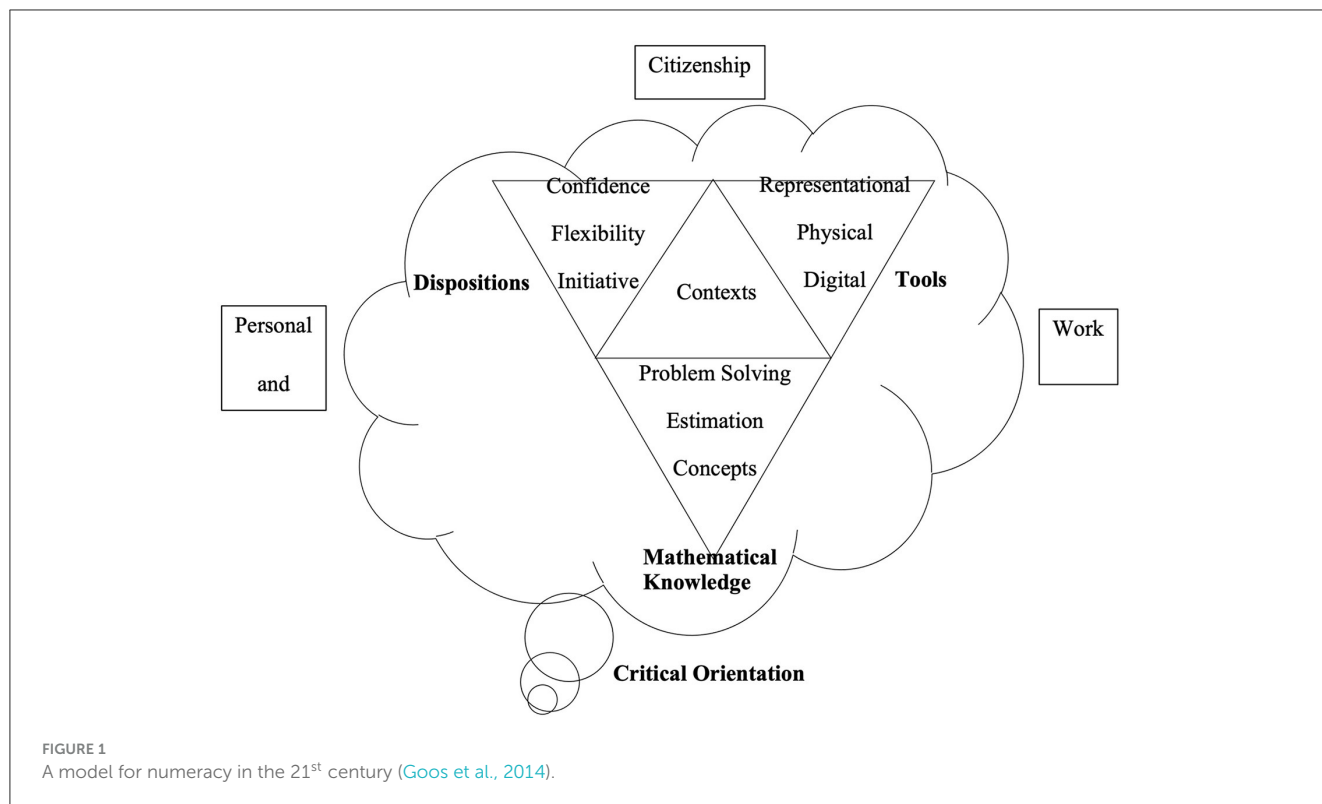 Citizenship
Confidence
Flexibility
Initiative
Representational
Physical
Digital
Dispositions
Contexts
Tools
Personal
and
Work
Problem Solving
Estimation
Concepts
Mathematical
Knowledge
Critical Orientation
FIGURE 1
A model for numeracy in the 21st century (Goos et al., 2014).